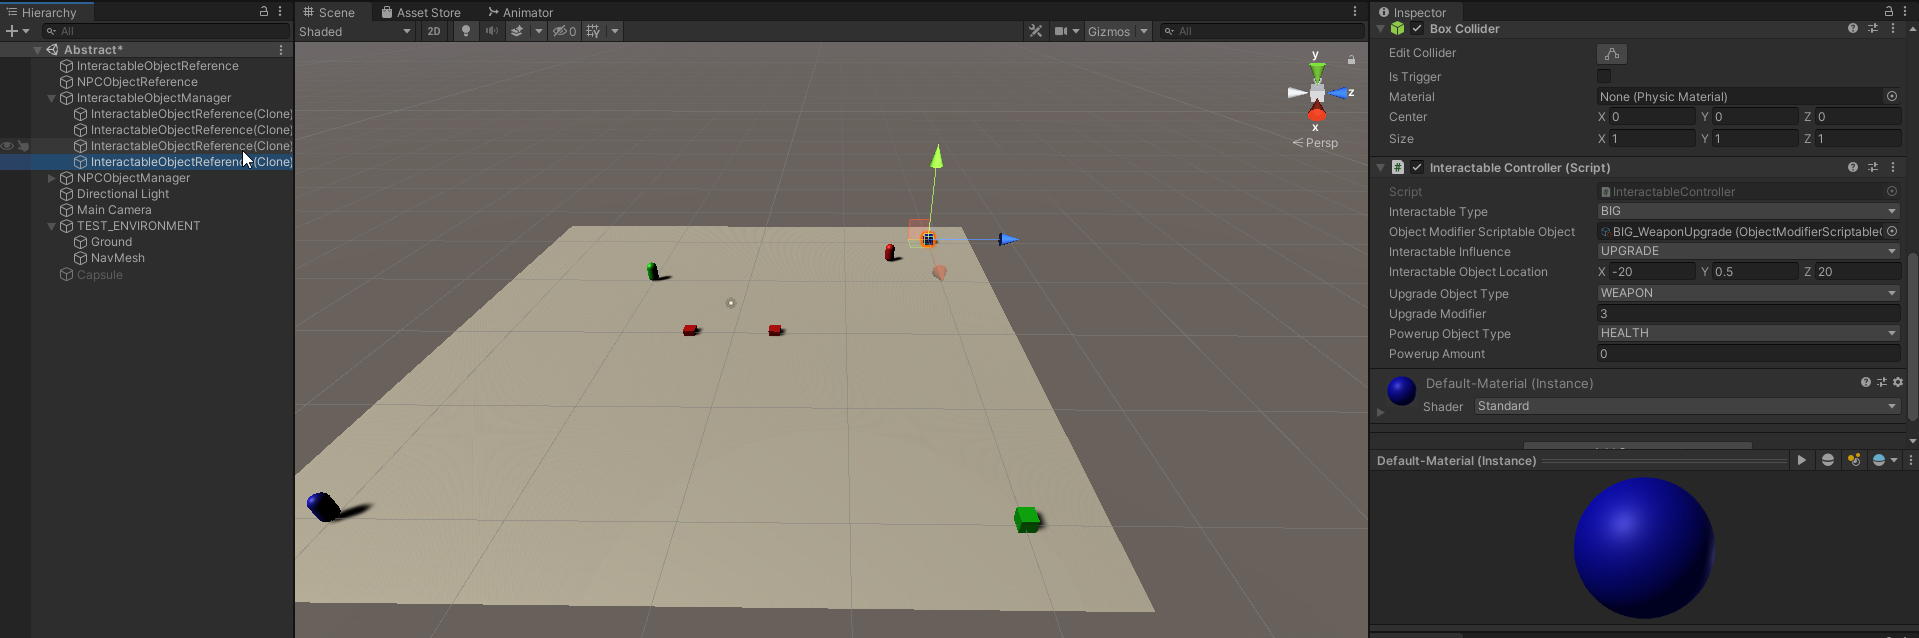 Hierarchy
All
Abstract*
InteractableObjectReference
NPCObjectReference
InteractableObjectManager
InteractableObjectReference(Clone)
InteractableObjectReference(Clone)
InteractableObjectReference(Clone)
InteractableObjectReference(Clone)
NPCObjectManager
Directional Light
Main Camera
TEST_ENVIRONMENT
Ground
NavMesh
Capsule
Scene Asset Store Animator
Shaded 2D 0 Gizmos All
y
z
x
Persp
Inspector
Box Collider
Edit Collider
Is Trigger
Material None (Physic Material)
Center X 0 Y 0 Z 0
Size X 1 Y 1 Z 1
# Interactable Controller (Script)
Script InteractableController
Interactable Type BIG
Object Modifier Scriptable Object BIG_WeaponUpgrade (ObjectModifierScriptable
Interactable Influence UPGRADE
Interactable Object Location X -20 Y 0.5 Z 20
Upgrade Object Type WEAPON
Upgrade Modifier 3
Powerup Object Type HEALTH
Powerup Amount 0
Default-Material (Instance)
Shader Standard
Default-Material (Instance)